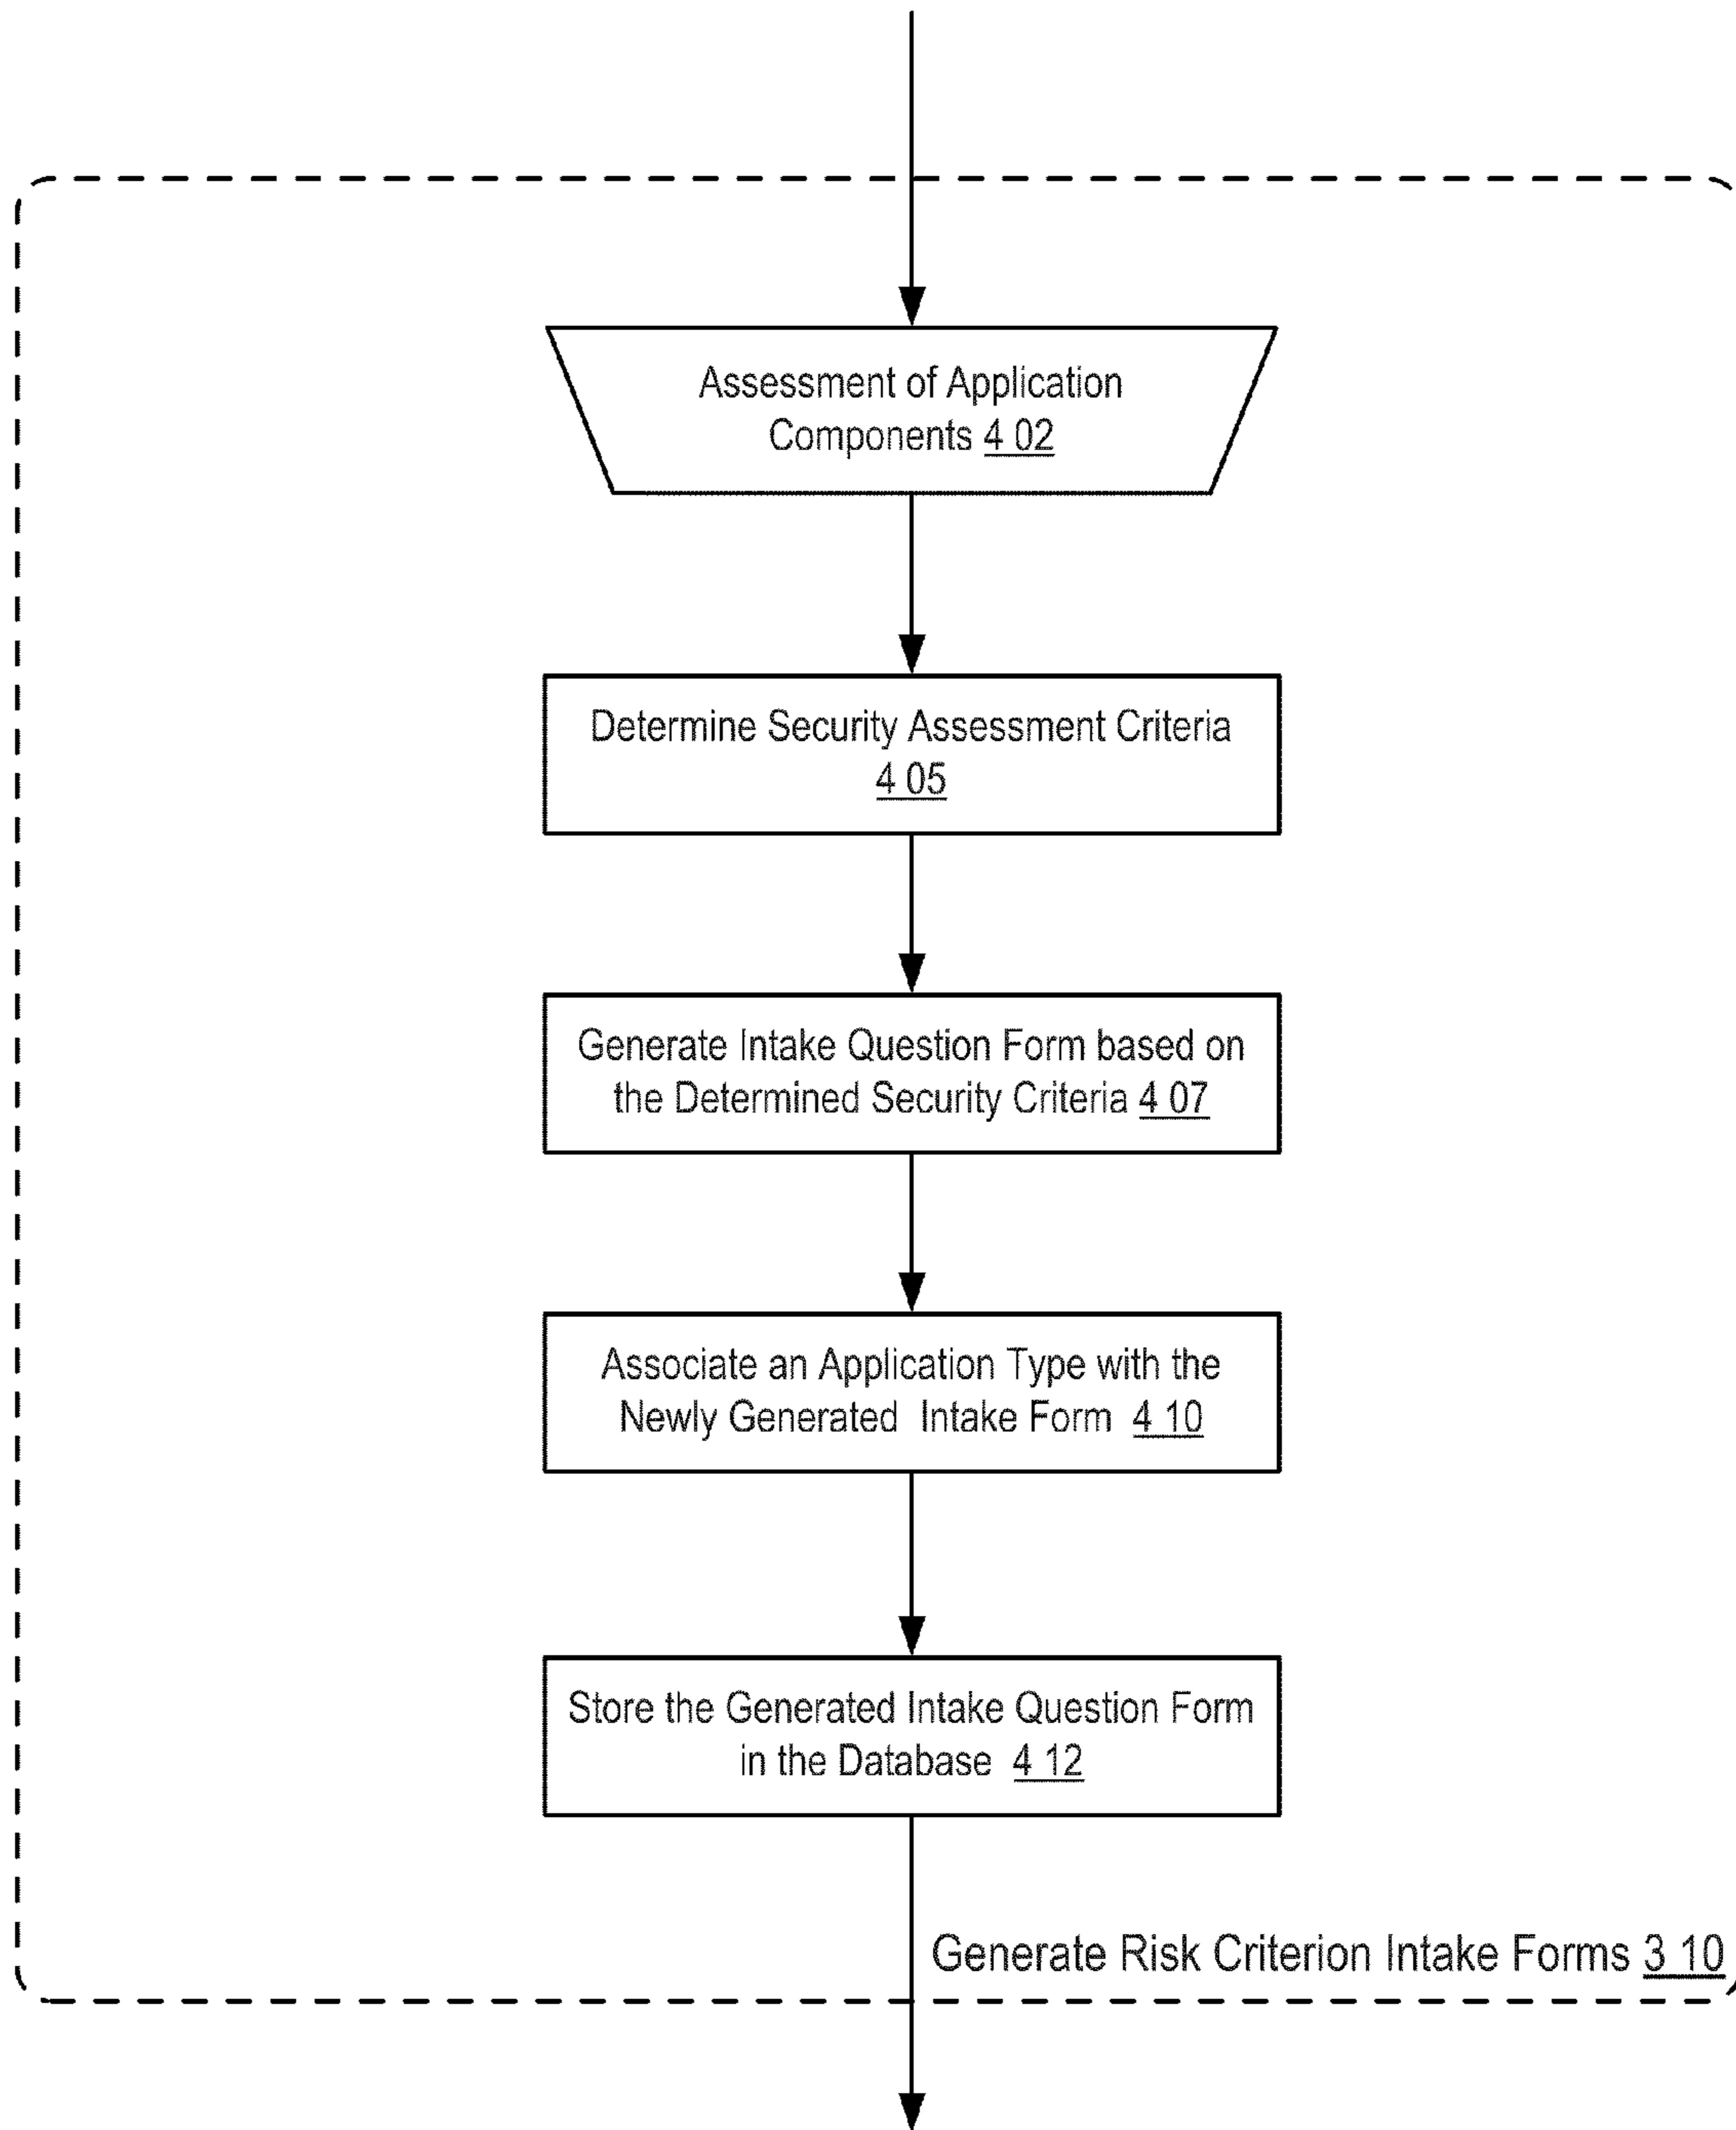 Assessment of Application
Components 4 02
Determine Security Assessment Criteria
4 05
Generate Intake Question Form based on
the Determined Security Criteria 4 07
Associate an Application Type with the
Newly Generated Intake Form 4 10
Store the Generated Intake Question Form
in the Database 4 12
Generate Risk Criterion Intake Forms 3 10